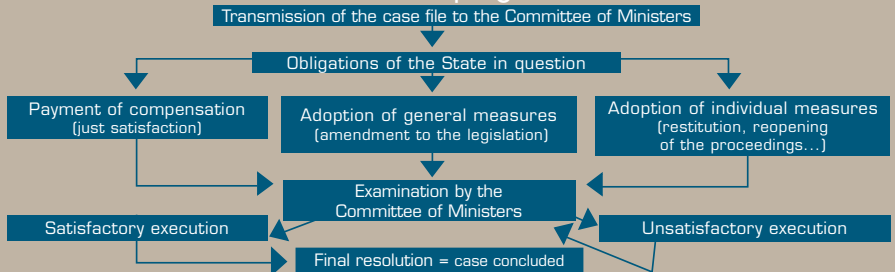 Transmission of the case file to the Committee of Ministers
Obligations of the State in question
Payment of compensation
(just satisfaction)
Adoption of general measures
(amendment to the legislation)
Adoption of individual measures
(restitution, reopening
of the proceedings...)
Examination by the
Committee of Ministers
Satisfactory execution
Unsatisfactory execution
Final resolution = case concluded